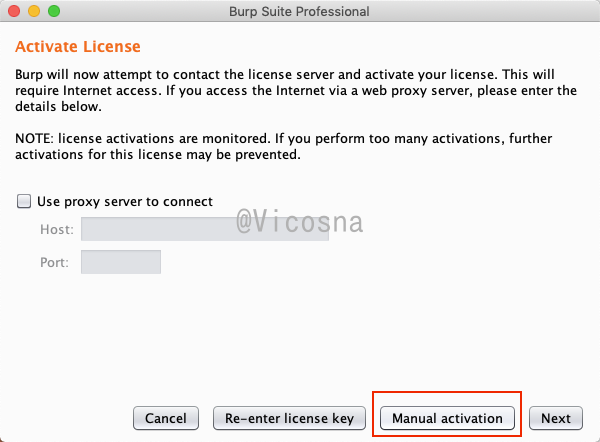 Burp Suite Professional
Activate License
Burp will now attempt to contact the license server and activate your license. This will
require Internet access. If you access the Internet via a web proxy server, please enter the
details below.
NOTE: license activations are monitored. If you perform too many activations, further
activations for this license may be prevented.
Use proxy server to connect
@Vicosna
Host:
Port:
Cancel Re-enter license key Manual activation Next